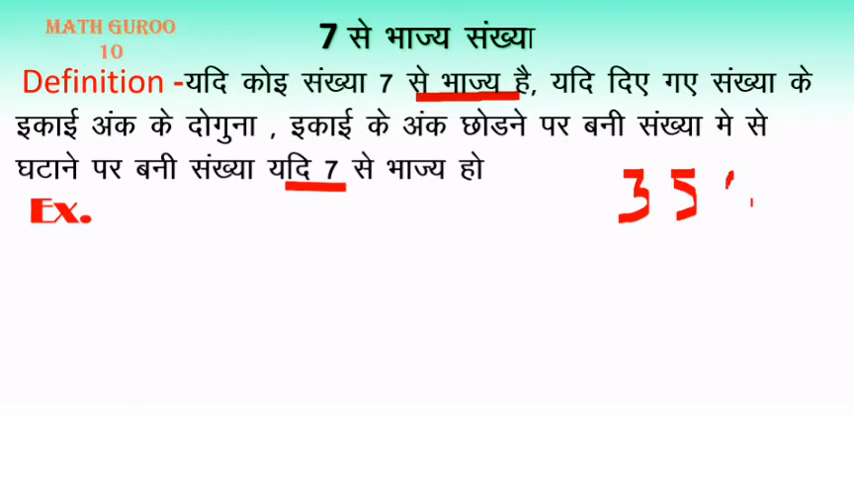 MATH GUROO
10
7 से भाज्य संख्या
Definition -यदि कोइ संख्या 7 से भाज्य है, यदि दिए गए संख्या के
इकाई अंक के दोगुना , इकाई के अंक छोडने पर बनी संख्या मे से
घटाने पर बनी संख्या यदि 7 से भाज्य हो
Ex.
35